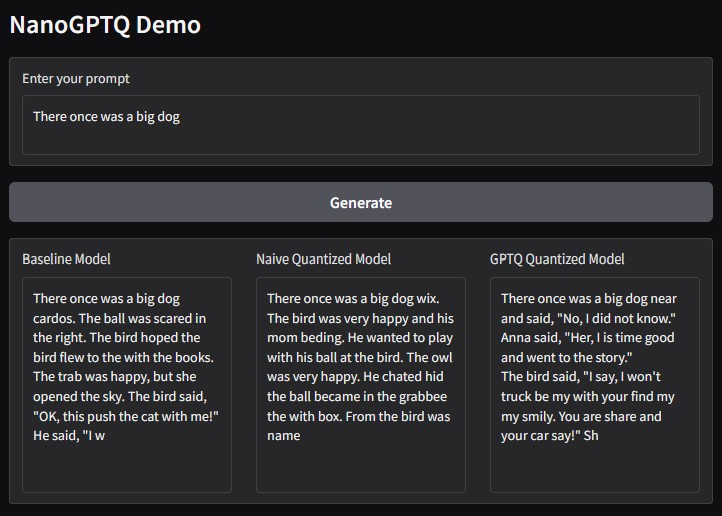 NanoGPTQ Demo
Enter your prompt
There once was a big dog
Generate
Baseline Model
There once was a big dog
cardos. The ball was scared in
the right. The bird hoped the
bird flew to the with the books.
The trab was happy, but she
opened the sky. The bird said,
"OK, this push the cat with me!"
He said, "I w
Naive Quantized Model
There once was a big dog wix.
The bird was very happy and his
mom beding. He wanted to play
with his ball at the bird. The owl
was very happy. He chated hid
the ball became in the grabbee
the with box. From the bird was
name
GPTQ Quantized Model
There once was a big dog near
and said, "No, I did not know."
Anna said, "Her, I is time good
and went to the story."
The bird said, "I say, I won't
truck be my with your find my
my smily. You are share and
your car say!" Sh